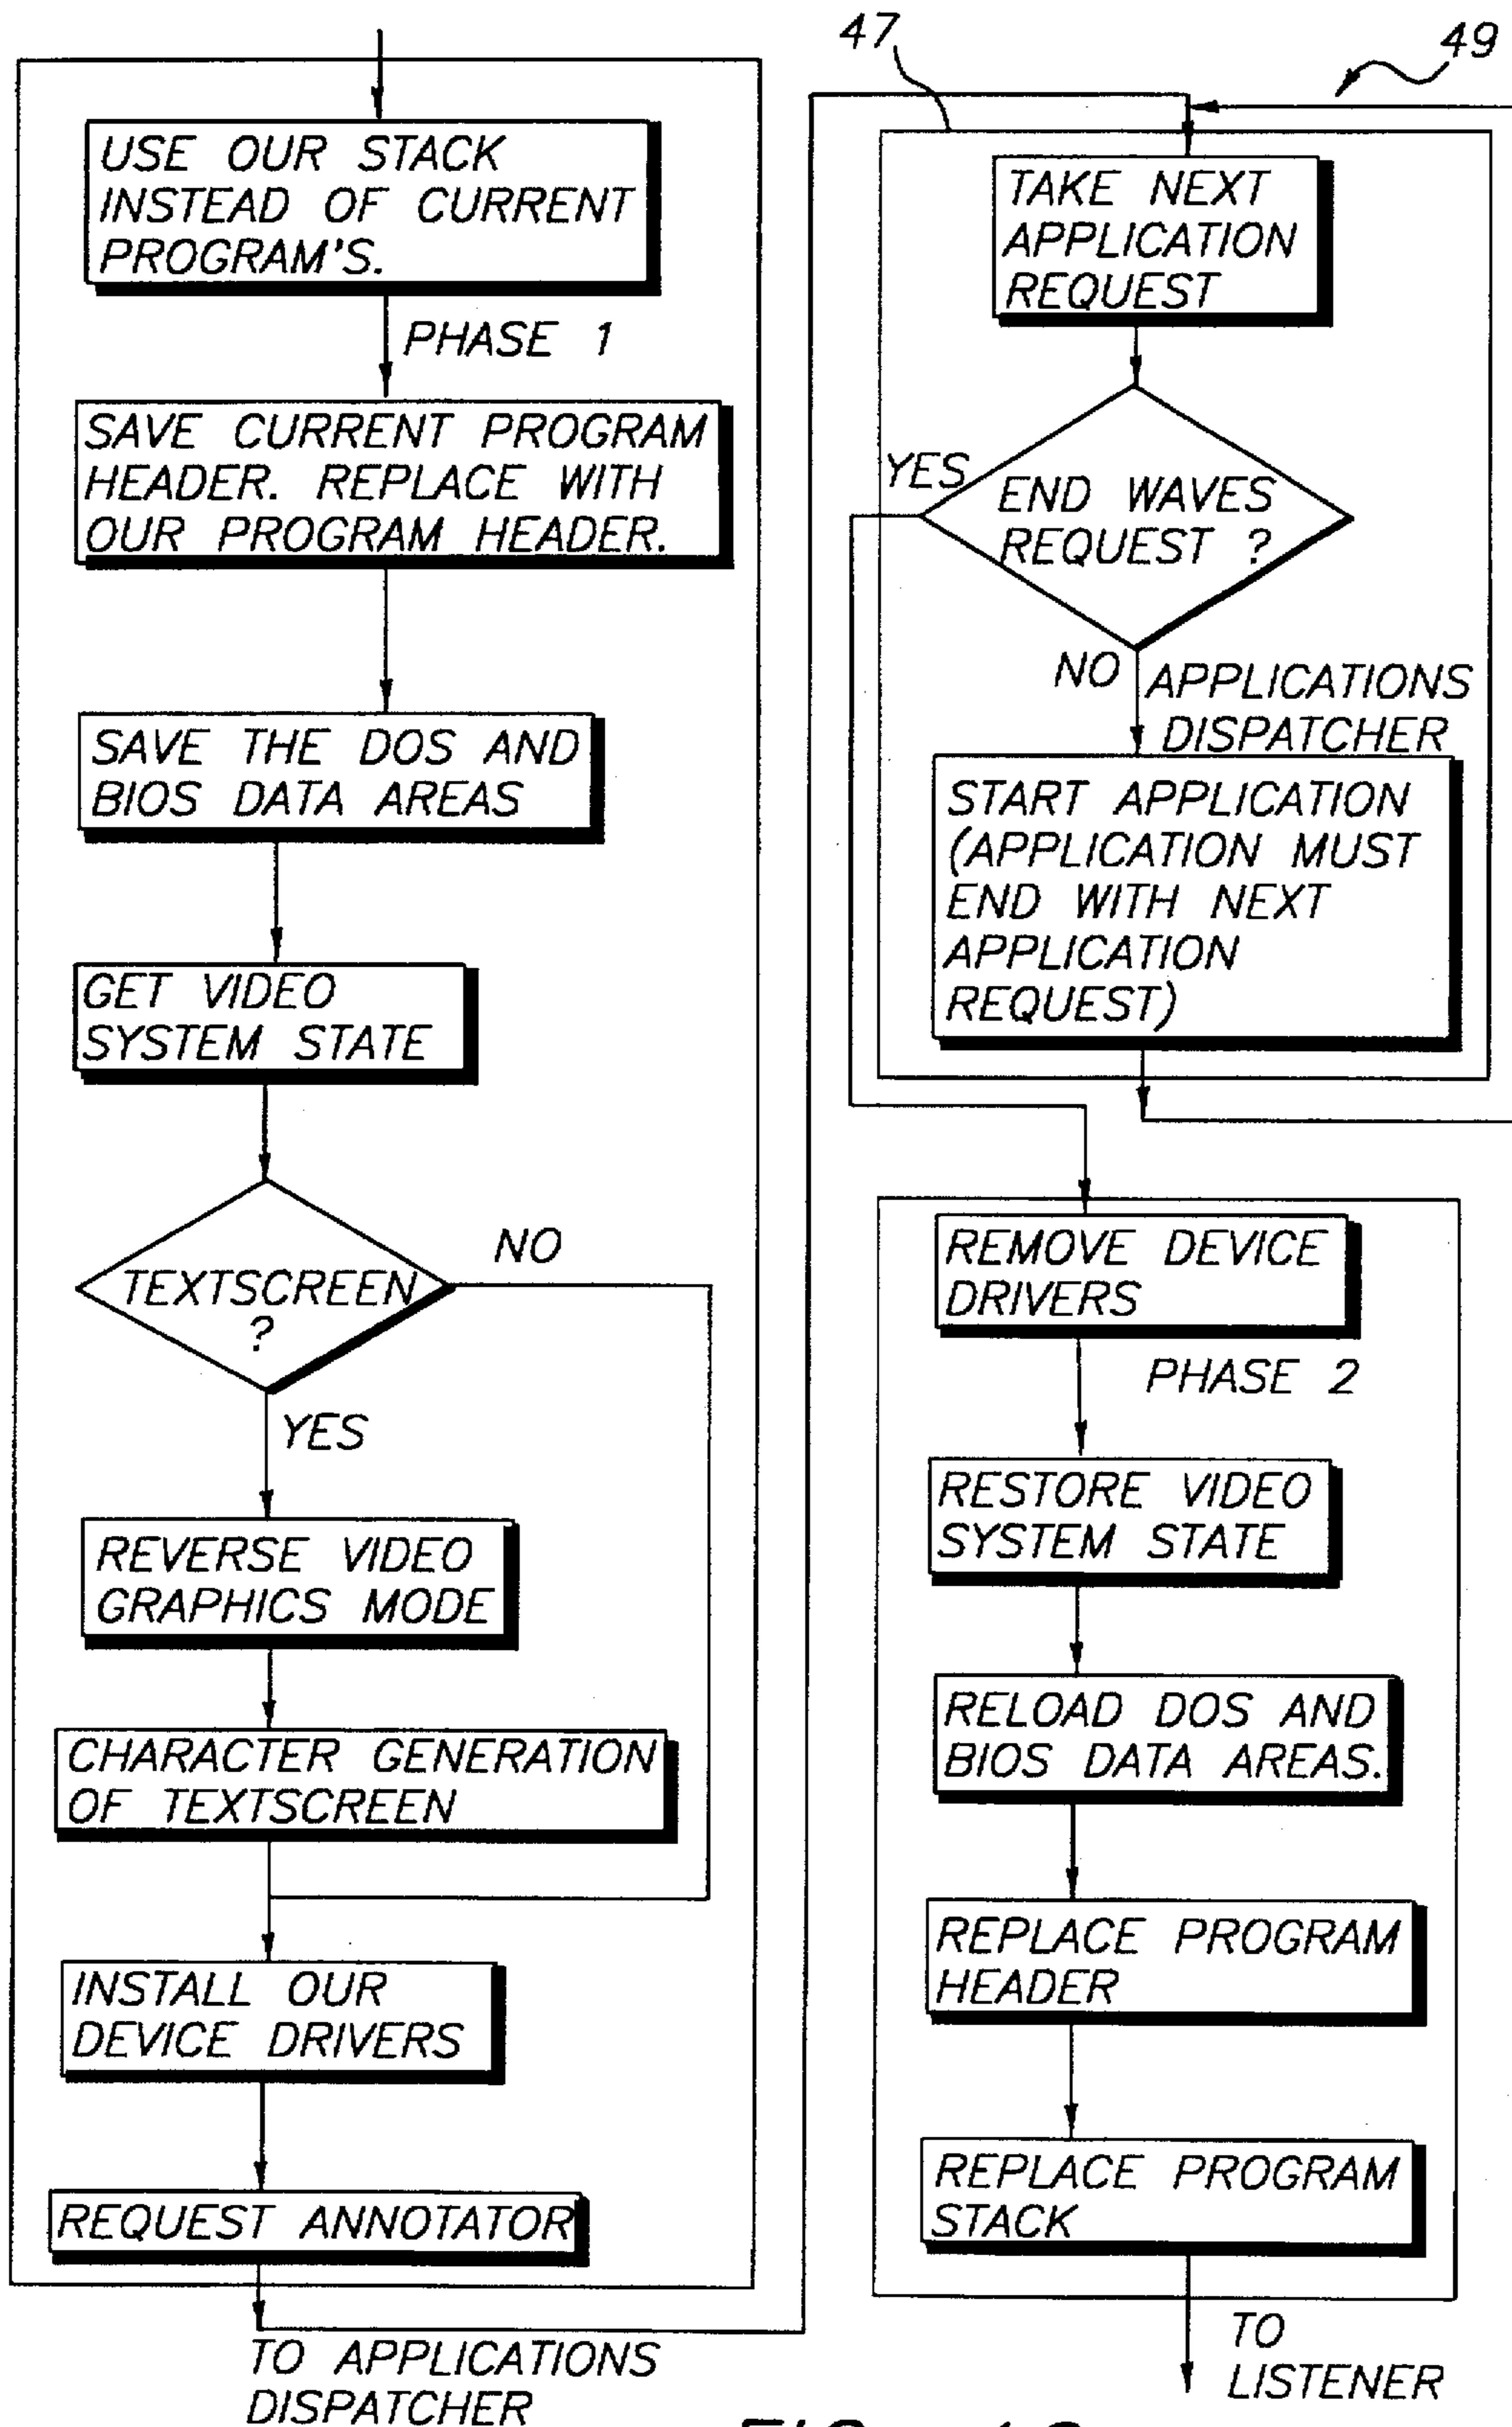 USE OUR STACK
INSTEAD OF CURRENT
PROGRAM'S.
PHASE 1
SAVE CURRENT PROGRAM
HEADER. REPLACE WITH
OUR PROGRAM HEADER.
SAVE THE DOS AND
BIOS DATA AREAS
GET VIDEO
SYSTEM STATE
TEXTSCREEN
?
NO
YES
REVERSE VIDEO
GRAPHICS MODE
CHARACTER GENERATION
OF TEXTSCREEN
INSTALL OUR
DEVICE DRIVERS
REQUEST ANNOTATOR
TO APPLICATIONS
DISPATCHER
47
49
TAKE NEXT
APPLICATION
REQUEST
YES
END WAVES
REQUEST ?
NO
APPLICATIONS
DISPATCHER
START APPLICATION
(APPLICATION MUST
END WITH NEXT
APPLICATION
REQUEST)
REMOVE DEVICE
DRIVERS
PHASE 2
RESTORE VIDEO
SYSTEM STATE
RELOAD DOS AND
BIOS DATA AREAS.
REPLACE PROGRAM
HEADER
REPLACE PROGRAM
STACK
TO
LISTENER